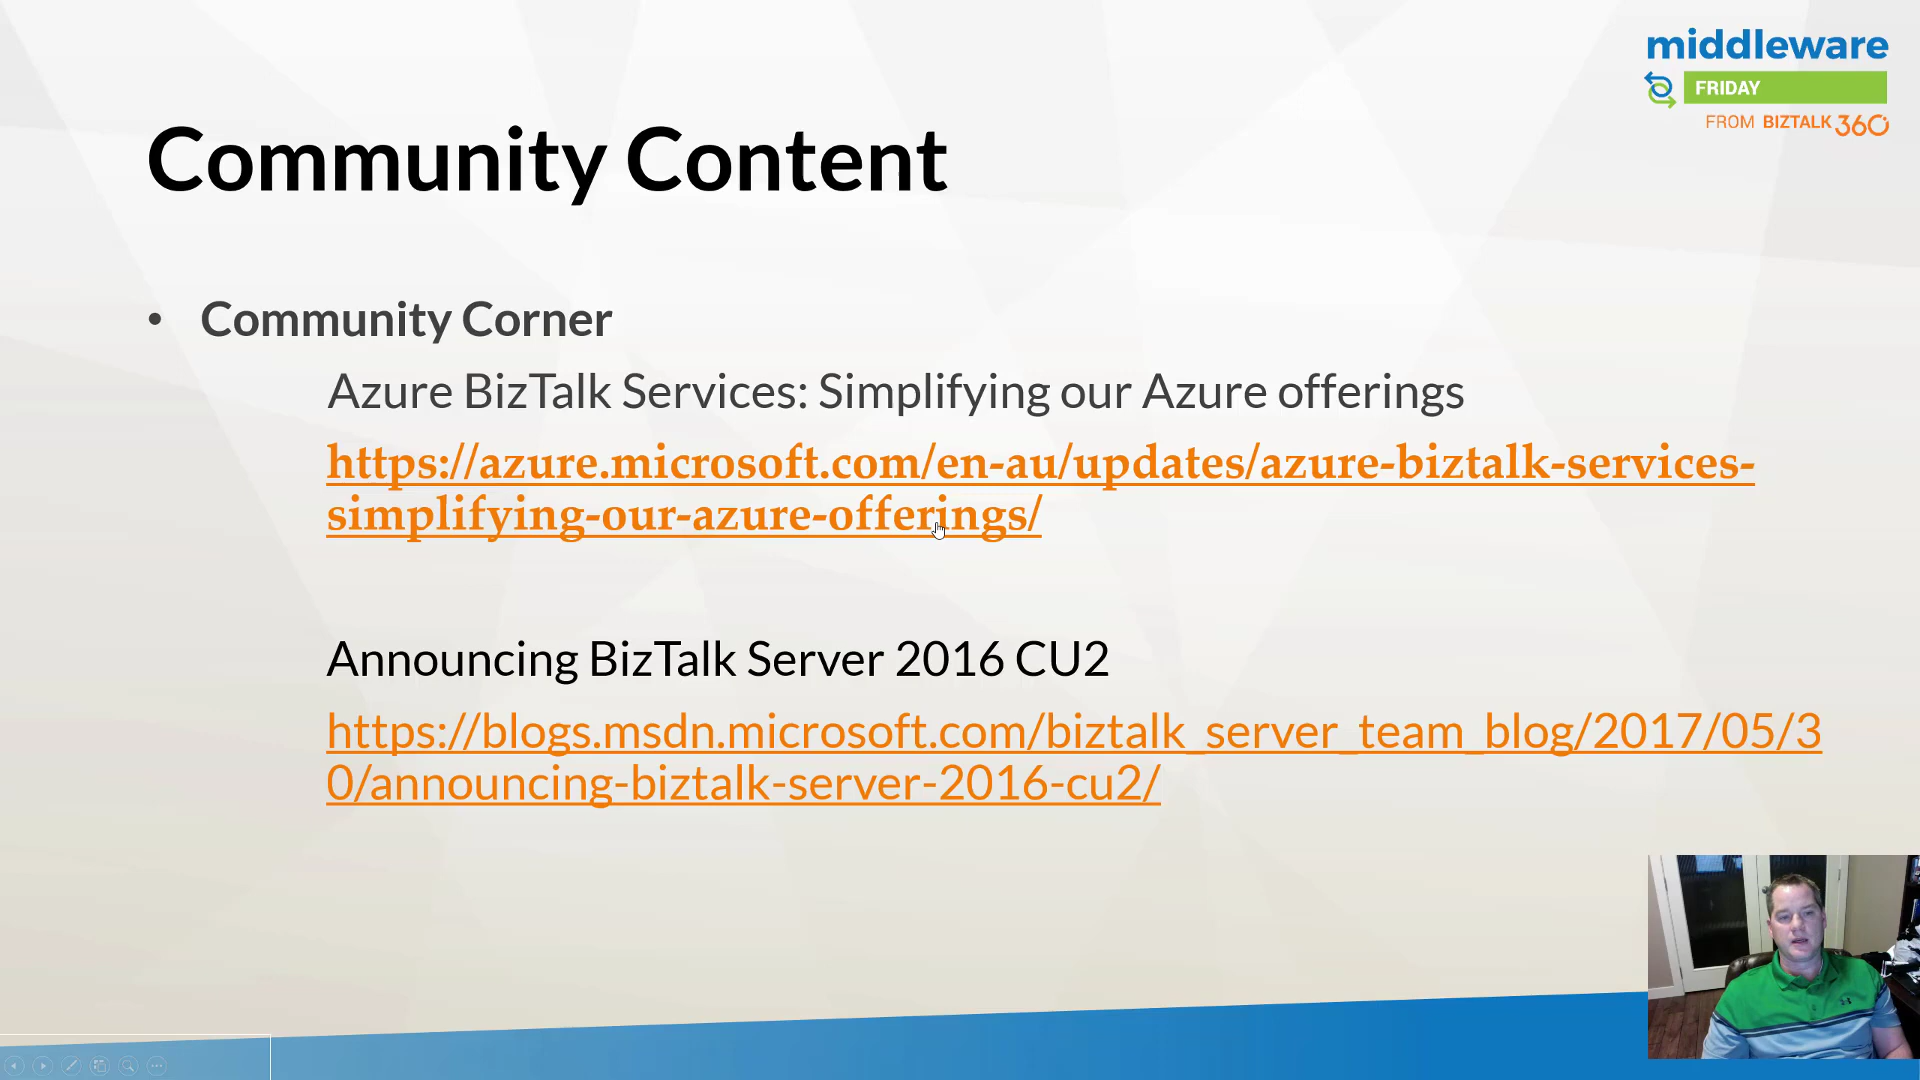 middleware
FRIDAY
FROM BIZTALK 360
Community Content
• Community Corner
Azure BizTalk Services: Simplifying our Azure offerings
https://azure.microsoft.com/en-au/updates/azure-biztalk-services-
simplifying-our-azure-offerings/
Announcing BizTalk Server 2016 CU2
https://blogs.msdn.microsoft.com/biztalk_server_team_blog/2017/05/3
0/announcing-biztalk-server-2016-cu2/